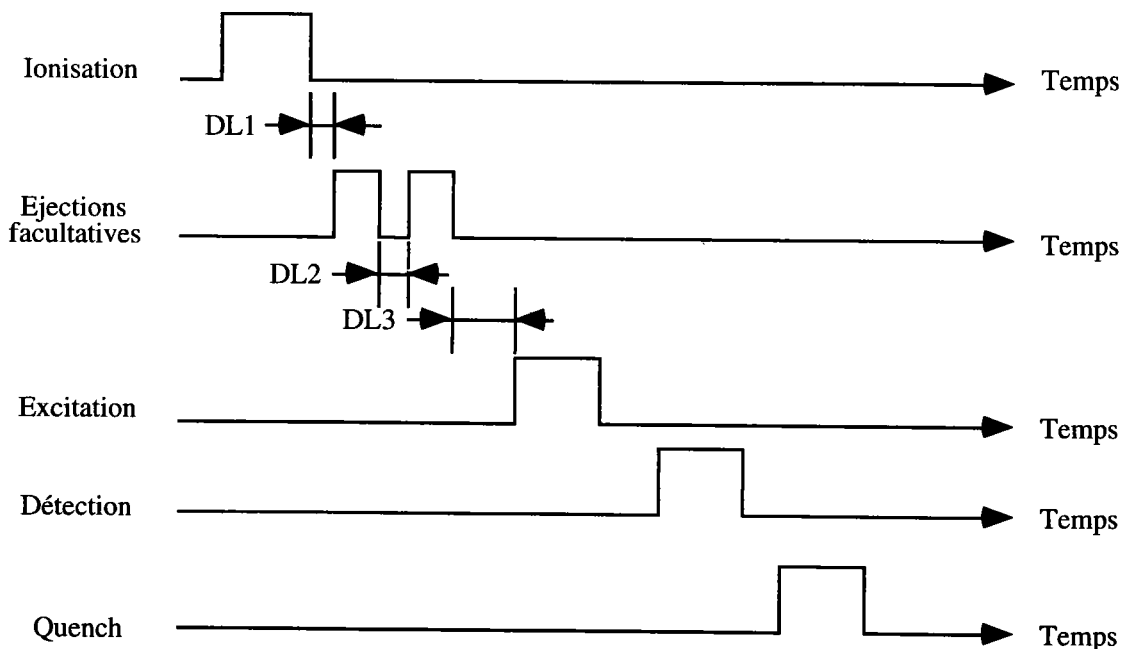 Ionisation
Temps
DL1
Ejections
facultatives
Temps
DL2
DL3
Excitation
Temps
Détection
Temps
Quench
Temps